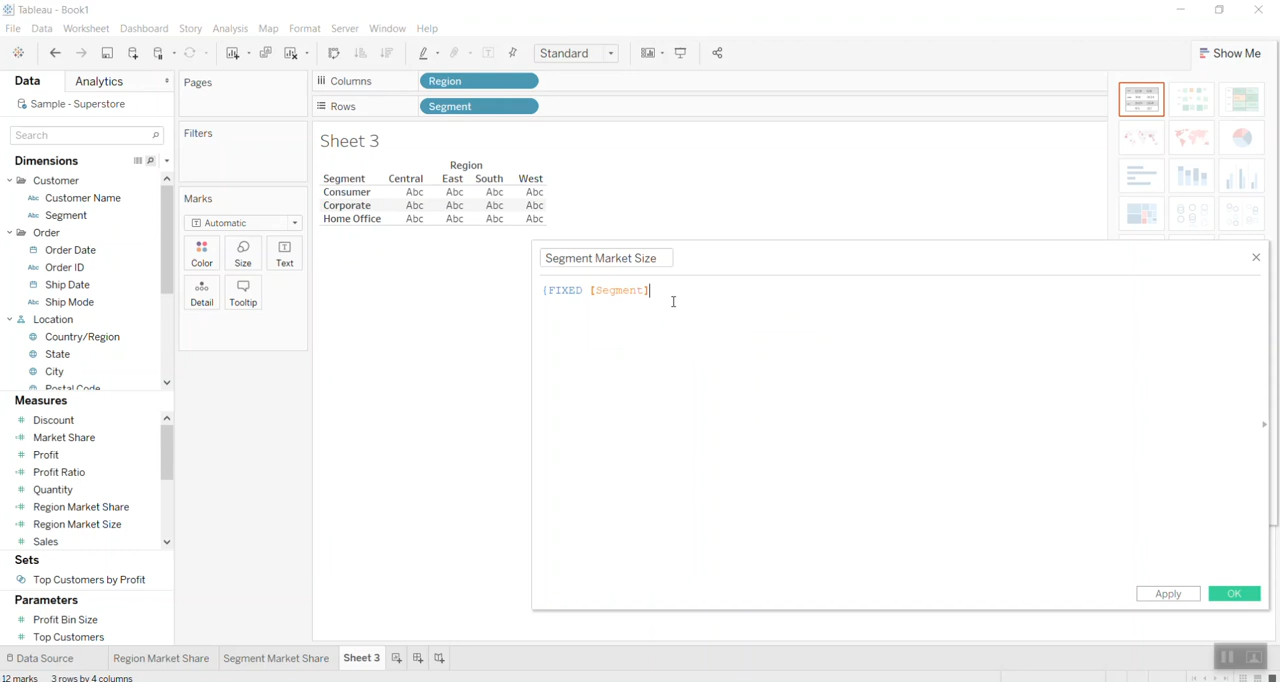 Tableau - Book1
File Data Worksheet Dashboard Story Analysis Map Format Server Window Help
Standard
Show Me
Data Analytics
Sample - Superstore
Search
Dimensions
Customer
Abc Customer Name
Abc Segment
Order
Order Date
Abc Order ID
Ship Date
Abc Ship Mode
Location
Country/Region
State
City
Postal Code
Measures
# Discount
=# Market Share
# Profit
=# Profit Ratio
# Quantity
=# Region Market Share
=# Region Market Size
# Sales
Sets
Top Customers by Profit
Parameters
# Profit Bin Size
# Top Customers
Pages
Filters
Marks
Automatic
Color Size Text
Detail Tooltip
Columns Region
Rows Segment
Sheet 3
Region
Segment Central East South West
Consumer Abc Abc Abc Abc
Corporate Abc Abc Abc Abc
Home Office Abc Abc Abc Abc
Segment Market Size
{FIXED [Segment]
Apply OK
Data Source Region Market Share Segment Market Share Sheet 3
12 marks 3 rows by 4 columns